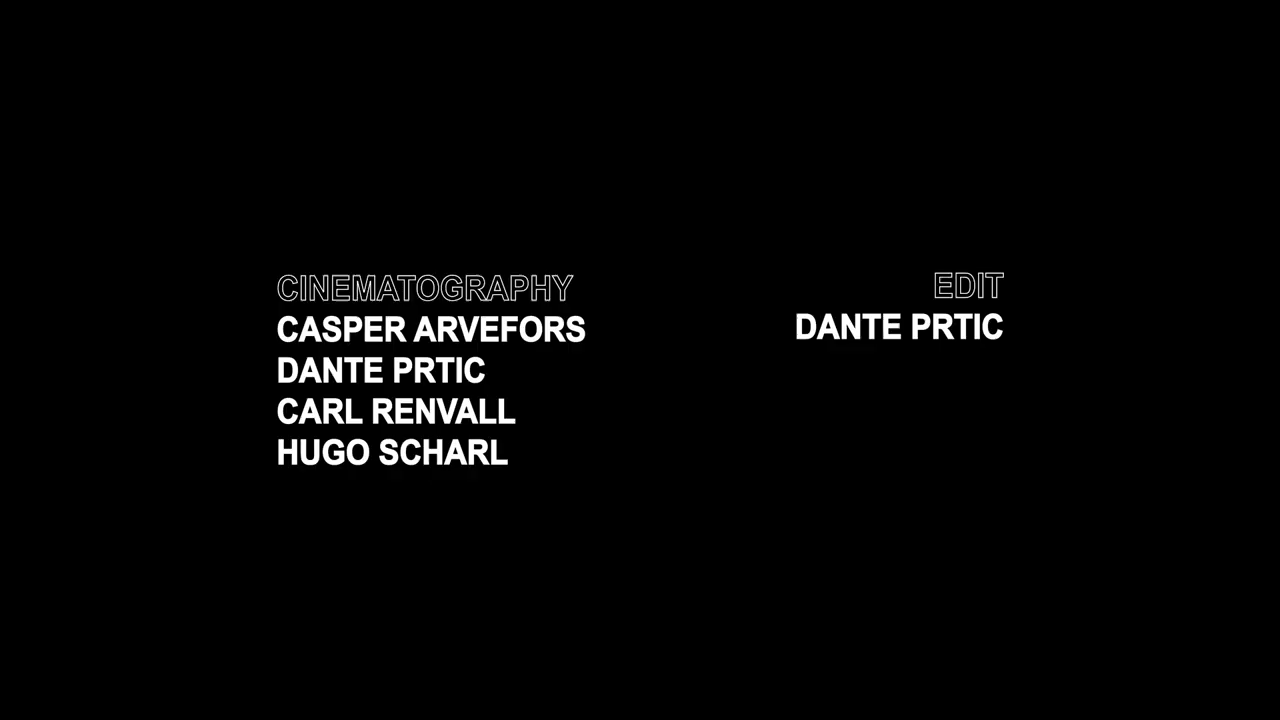 CINEMATOGRAPHY
CASPER ARVEFORS
DANTE PRTIC
CARL RENVALL
HUGO SCHARL
EDIT
DANTE PRTIC